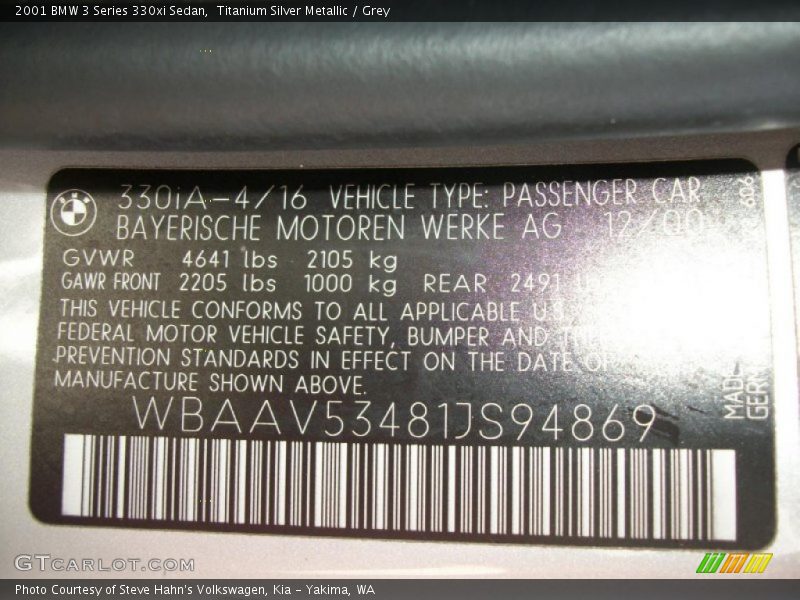 2001 BMW 3 Series 330xi Sedan,  Titanium Silver Metallic / Grey
330iA-4/16 VEHICLE TYPE: PASSENGER CAR
BAYERISCHE MOTOREN WERKE AG 12/00
GVWR 4641 lbs 2105 kg
GAWR FRONT 2205 lbs 1000 kg REAR 2491
THIS VEHICLE CONFORMS TO ALL APPLICABLE U.S.
FEDERAL MOTOR VEHICLE SAFETY, BUMPER AND
PREVENTION STANDARDS IN EFFECT ON THE DATE OF
MANUFACTURE SHOWN ABOVE.
WBAAV53481JS94869
GTCARLOT.COM
Photo Courtesy of Steve Hahn's Volkswagen, Kia - Yakima, WA